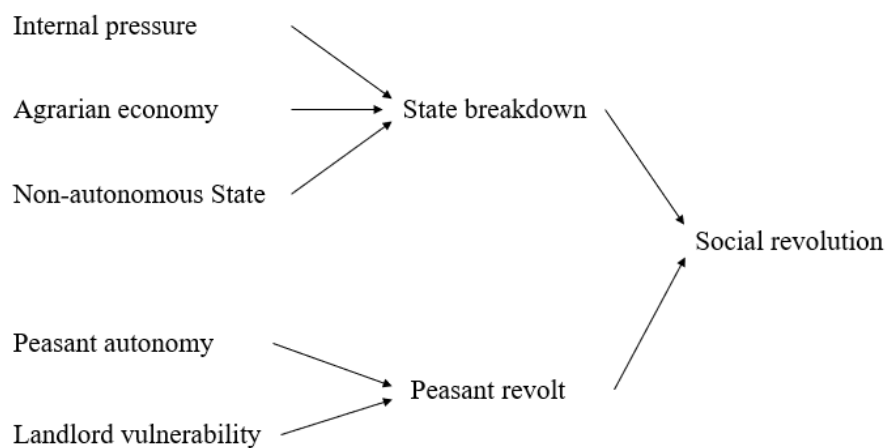 Internal pressure
Agrarian economy
State breakdown
Non-autonomous State
Social revolution
Peasant autonomy
Peasant revolt
Landlord vulnerability